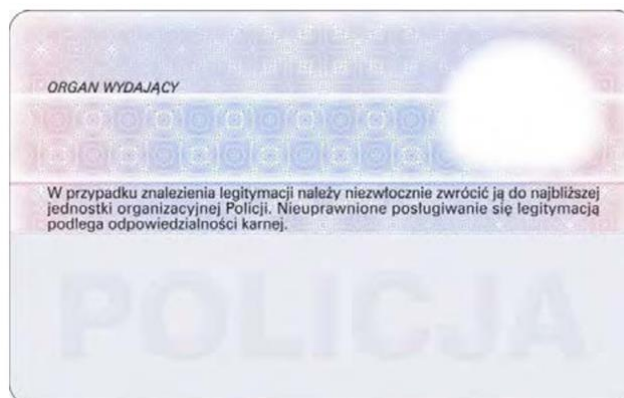 ORGAN WYDAJĄCY
W przypadku znalezienia legitymacji należy niezwłocznie zwrócić ją do najbliższej
jednostki organizacyjnej Policji. Nieuprawnione posługiwanie się legitymacją
podlega odpowiedzialności karnej.
POLICJA